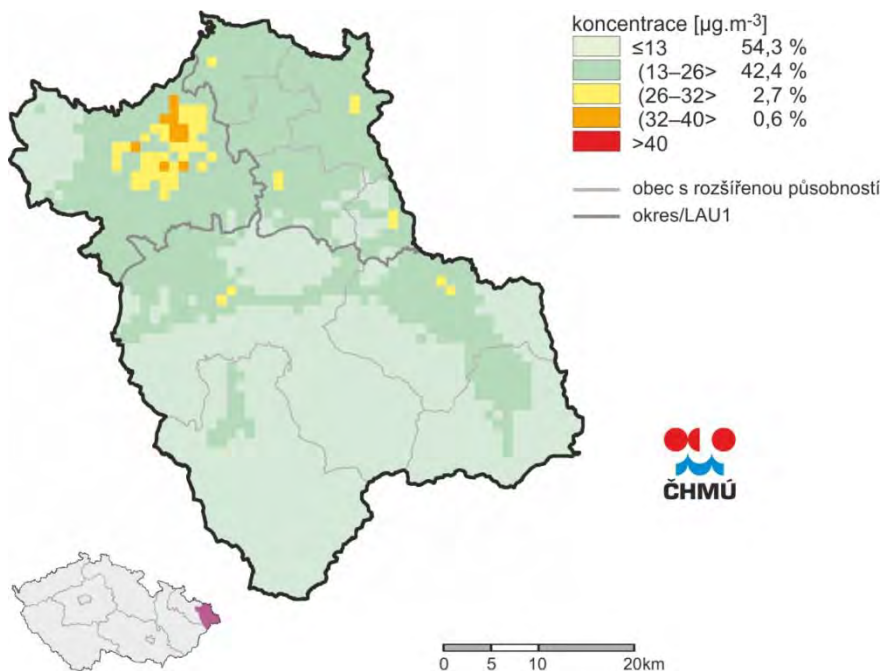 koncentrace [µg.m-3]
≤13 54,3 %
(13–26> 42,4 %
(26–32> 2,7 %
(32–40> 0,6 %
>40
obec s rozšířenou působností
okres/LAU1
ČHMÚ
0 5 10 20km